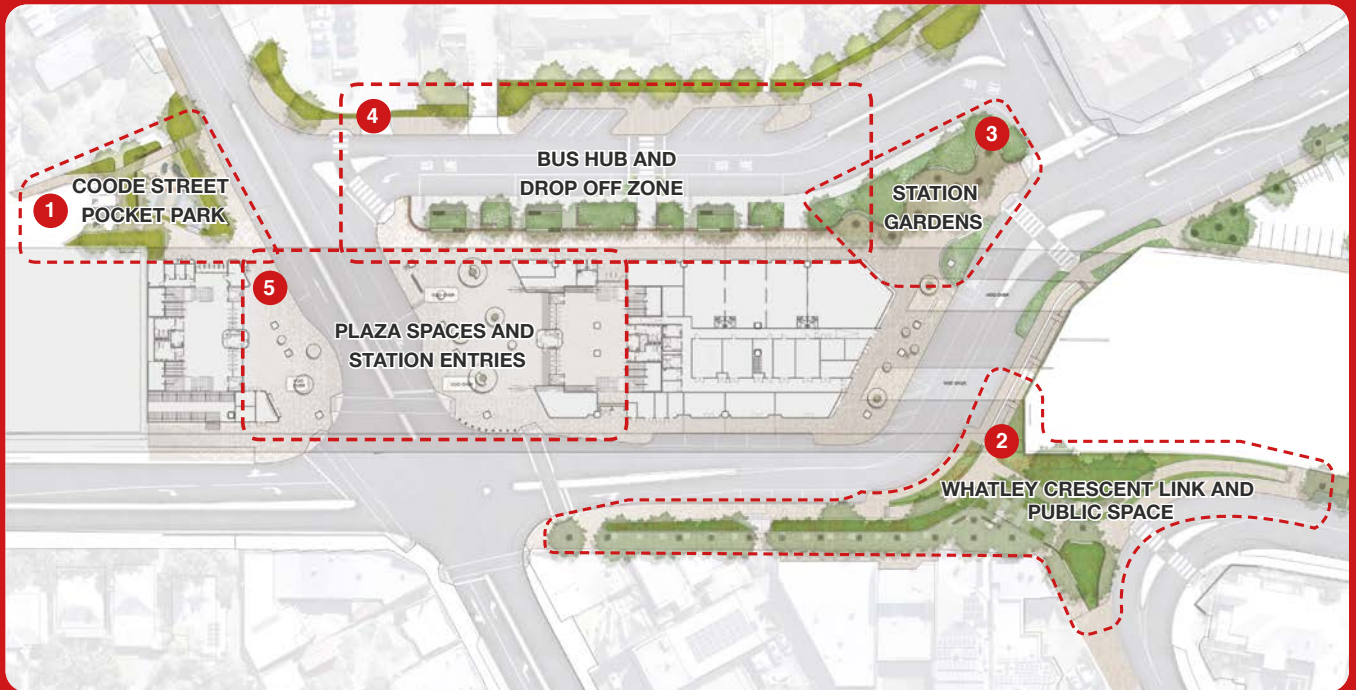 4
3
BUS HUB AND
DROP OFF ZONE
1
COODE STREET
POCKET PARK
STATION
GARDENS
5
PLAZA SPACES AND
STATION ENTRIES
2
WHATLEY CRESCENT LINK AND
PUBLIC SPACE